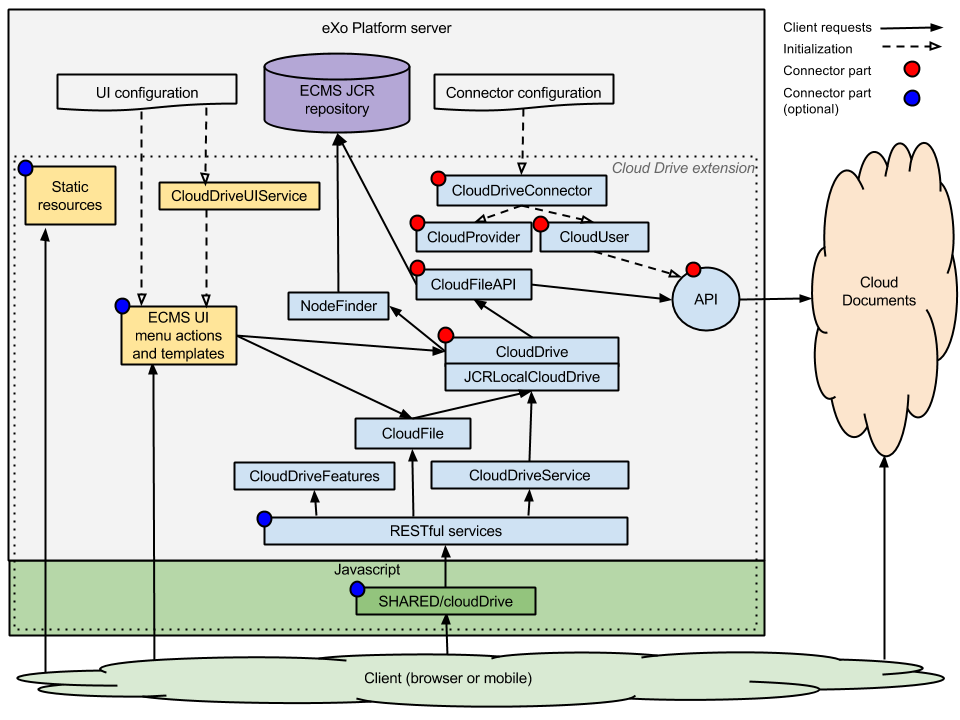 eXo Platform server
Client requests
Initialization
Connector part
Connector part
(optional)
UI configuration
ECMS JCR
repository
Connector configuration
Cloud Drive extension
Static
resources
CloudDriveUIService
CloudDriveConnector
CloudProvider
CloudUser
CloudFileAPI
API
Cloud
Documents
NodeFinder
ECMS UI
menu actions
and templates
CloudDrive
JCRLocalCloudDrive
CloudFile
CloudDriveFeatures
CloudDriveService
RESTful services
Javascript
SHARED/cloudDrive
Client (browser or mobile)